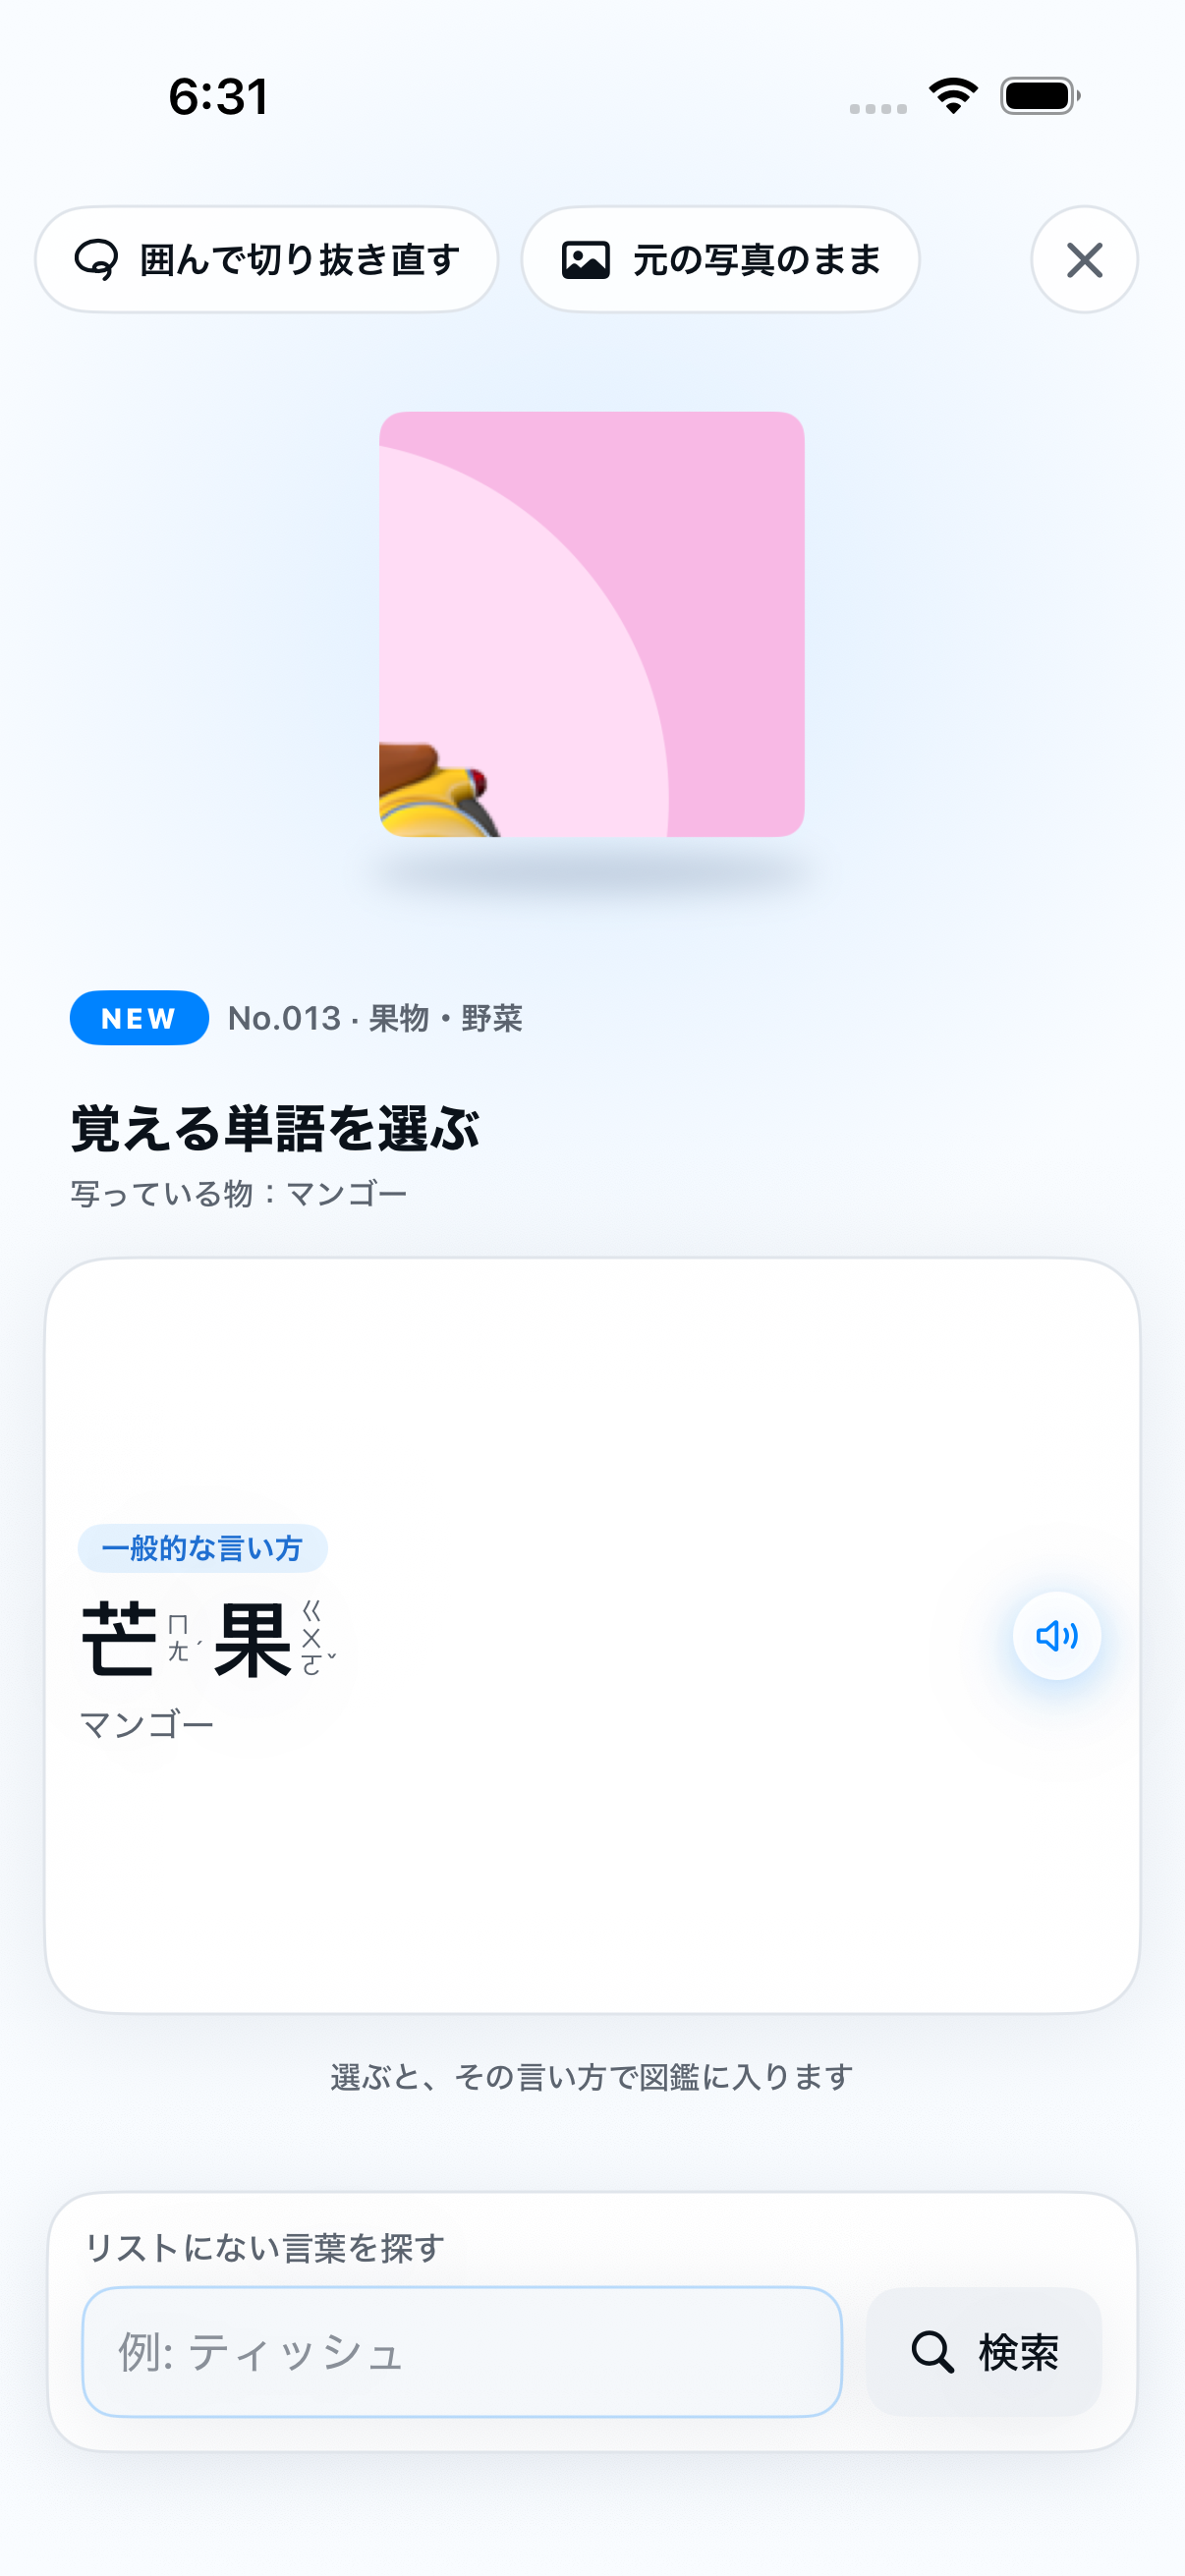 6:31
囲んで切り抜き直す
元の写真のまま
NEW No.013 · 果物・野菜
覚える単語を選ぶ
写っている物：マンゴー
一般的な言い方
芒ㄇㄤˊ果ㄍㄨㄛˇ
マンゴー
選ぶと、その言い方で図鑑に入ります
リストにない言葉を探す
例: ティッシュ
検索